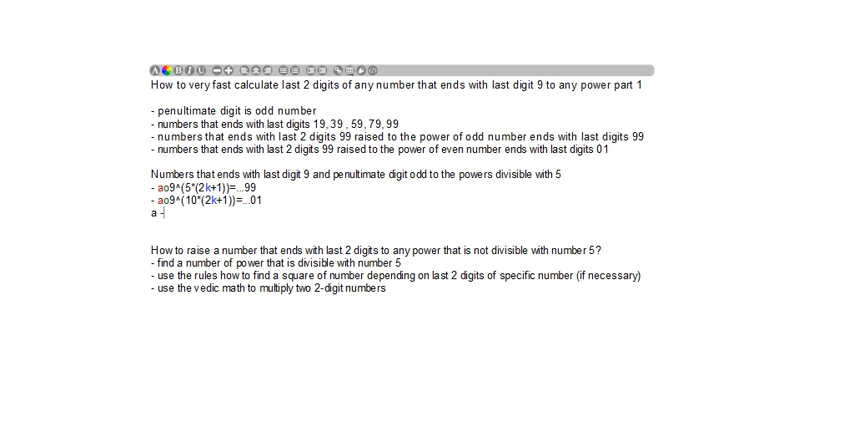 How to very fast calculate last 2 digits of any number that ends with last digit 9 to any power part 1
- penultimate digit is odd number
- numbers that ends with last digits 19, 39 , 59, 79, 99
- numbers that ends with last 2 digits 99 raised to the power of odd number ends with last digits 99
- numbers that ends with last 2 digits 99 raised to the power of even number ends with last digits 01
Numbers that ends with last digit 9 and penultimate digit odd to the powers divisible with 5
- ao9^(5*(2k+1))=...99
- ao9^(10*(2k+1))=...01
a -
How to raise a number that ends with last 2 digits to any power that is not divisible with number 5?
- find a number of power that is divisible with number 5
- use the rules how to find a square of number depending on last 2 digits of specific number (if necessary)
- use the vedic math to multiply two 2-digit numbers